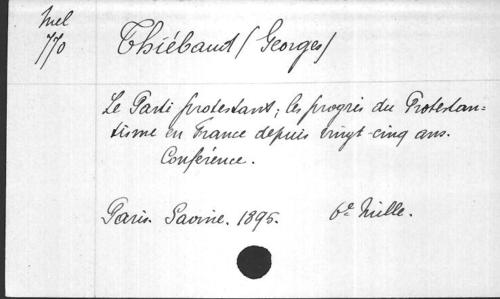 Mel
770
Thiébaud (Georges)
Le Parti protestant; les progrès du Protestan=
tisme en France depuis vingt-cinq ans.
Conférence.
Paris. Savine. 1895. 6e Mille.